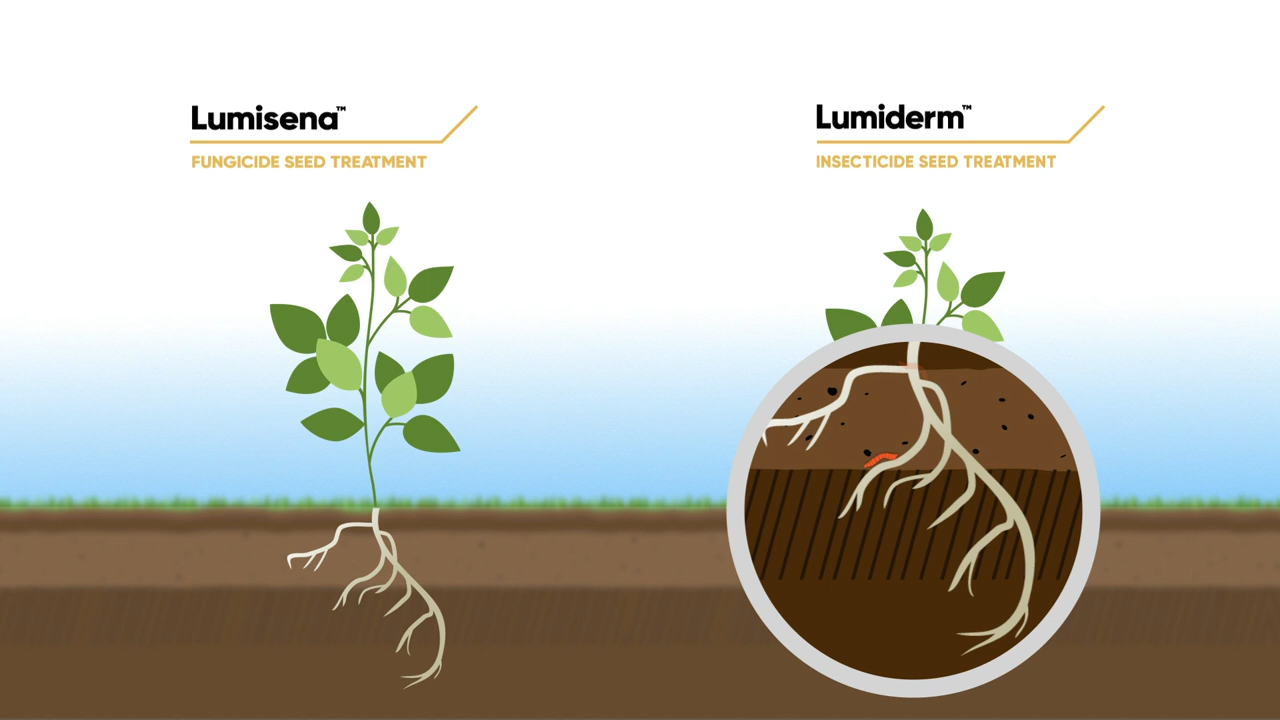 Lumisena™
FUNGICIDE SEED TREATMENT
Lumiderm™
INSECTICIDE SEED TREATMENT